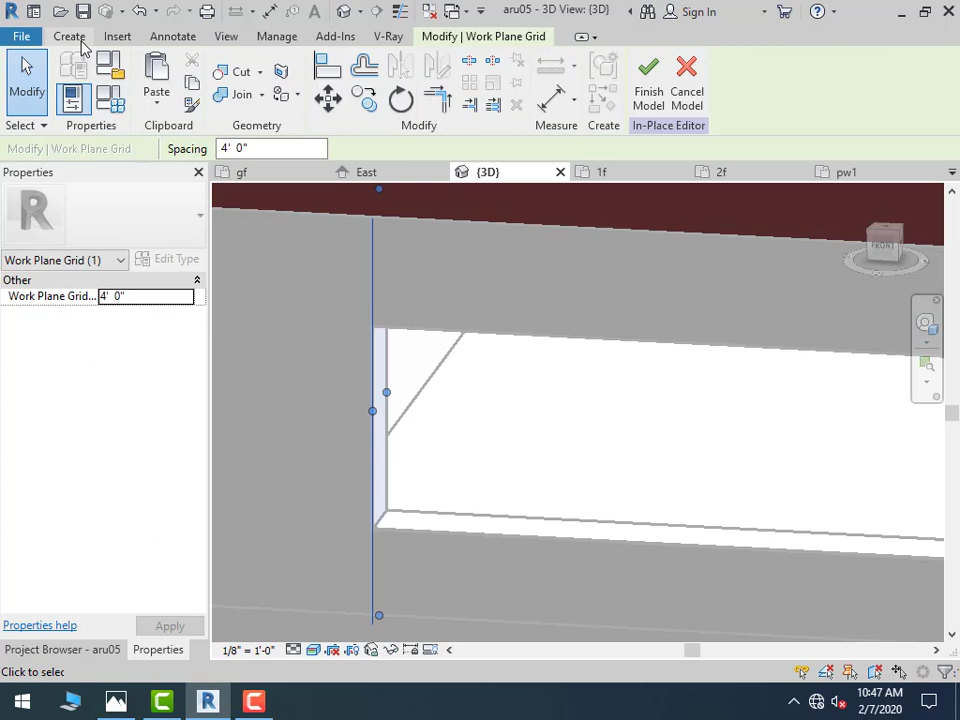 aru05 - 3D View: {3D}
Sign In
File
Create
Insert
Annotate
View
Manage
Add-Ins
V-Ray
Modify | Work Plane Grid
Modify
Paste
Cut
Join
Finish Model
Cancel Model
Select
Properties
Clipboard
Geometry
Modify
Measure
Create
In-Place Editor
Modify | Work Plane Grid
Spacing
4'  0"
Properties
gf
East
{3D}
1f
2f
pw1
R
Work Plane Grid (1)
Edit Type
Other
Work Plane Grid...
4'  0"
FRONT
Properties help
Apply
Project Browser - aru05
Properties
1/8" = 1'-0"
Click to selec
10:47 AM
2/7/2020